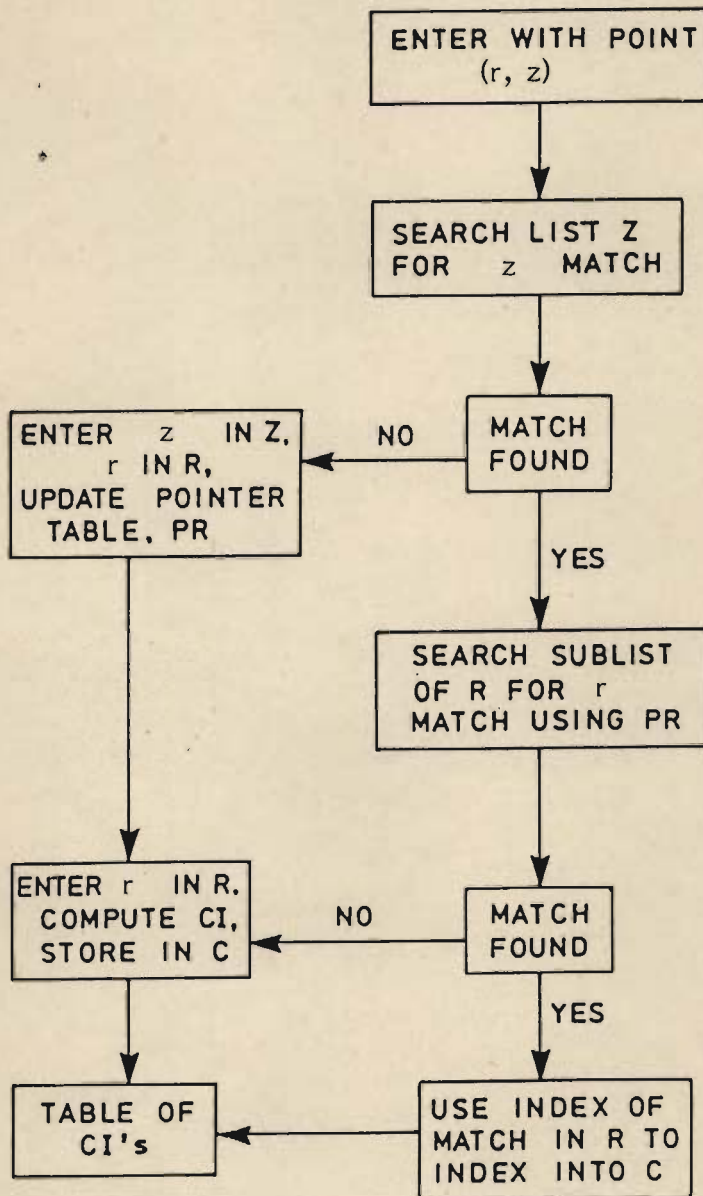 ENTER WITH POINT
(r, z)
SEARCH LIST Z
FOR z MATCH
MATCH
FOUND
NO
ENTER z IN Z,
r IN R,
UPDATE POINTER
TABLE, PR
YES
SEARCH SUBLIST
OF R FOR r
MATCH USING PR
MATCH
FOUND
NO
ENTER r IN R,
COMPUTE CI,
STORE IN C
YES
USE INDEX OF
MATCH IN R TO
INDEX INTO C
TABLE OF
CI's